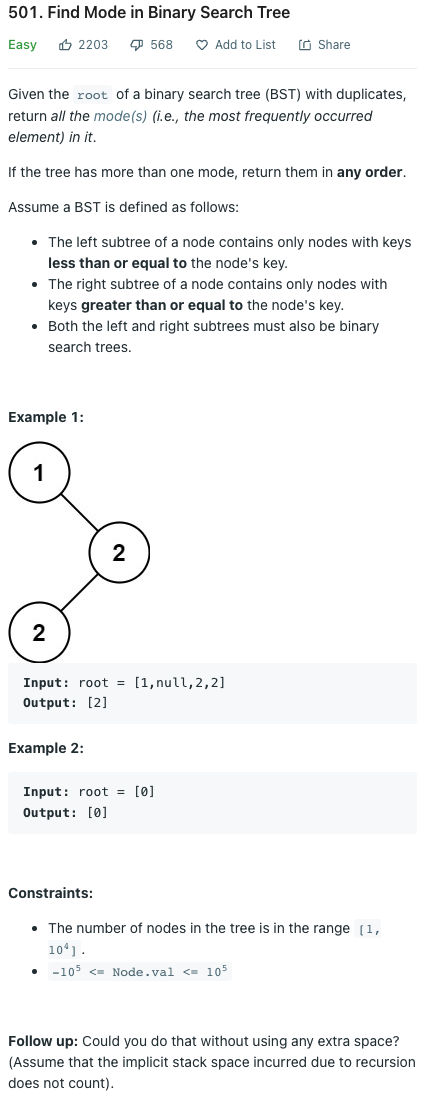 501. Find Mode in Binary Search Tree
Easy 2203 568 Add to List Share
Given the root of a binary search tree (BST) with duplicates,
return all the mode(s) (i.e., the most frequently occurred
element) in it.
If the tree has more than one mode, return them in any order.
Assume a BST is defined as follows:
• The left subtree of a node contains only nodes with keys
less than or equal to the node's key.
• The right subtree of a node contains only nodes with
keys greater than or equal to the node's key.
• Both the left and right subtrees must also be binary
search trees.
Example 1:
1
2
2
Input: root = [1,null,2,2]
Output: [2]
Example 2:
Input: root = [0]
Output: [0]
Constraints:
• The number of nodes in the tree is in the range [1,
10⁴].
• -10⁵ <= Node.val <= 10⁵
Follow up: Could you do that without using any extra space?
(Assume that the implicit stack space incurred due to recursion
does not count).